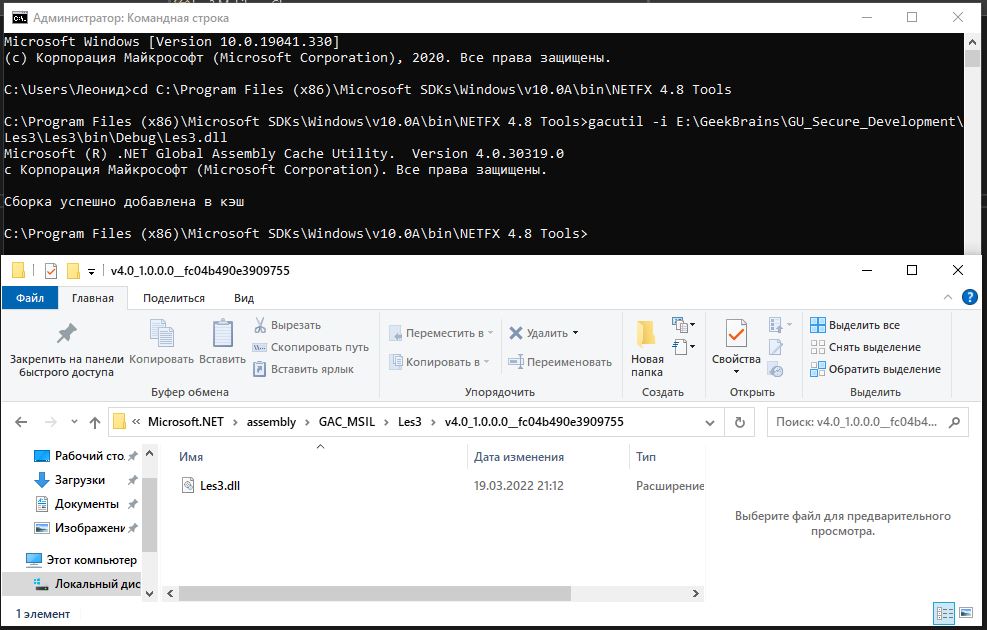 Администратор: Командная строка
Microsoft Windows [Version 10.0.19041.330]
(c) Корпорация Майкрософт (Microsoft Corporation), 2020. Все права защищены.
C:\Users\Леонид>cd C:\Program Files (x86)\Microsoft SDKs\Windows\v10.0A\bin\NETFX 4.8 Tools
C:\Program Files (x86)\Microsoft SDKs\Windows\v10.0A\bin\NETFX 4.8 Tools>gacutil -i E:\GeekBrains\GU_Secure_Development\
Les3\Les3\bin\Debug\Les3.dll
Microsoft (R) .NET Global Assembly Cache Utility.  Version 4.0.30319.0
с Корпорация Майкрософт (Microsoft Corporation). Все права защищены.
Сборка успешно добавлена в кэш
C:\Program Files (x86)\Microsoft SDKs\Windows\v10.0A\bin\NETFX 4.8 Tools>
v4.0_1.0.0.0__fc04b490e3909755
Файл Главная Поделиться Вид
Закрепить на панели быстрого доступа
Копировать
Вставить
Вырезать
Скопировать путь
Вставить ярлык
Буфер обмена
Переместить в
Копировать в
Удалить
Переименовать
Упорядочить
Новая папка
Создать
Свойства
Открыть
Выделить все
Снять выделение
Обратить выделение
Выделить
« Microsoft.NET > assembly > GAC_MSIL > Les3 > v4.0_1.0.0.0__fc04b490e3909755
Поиск: v4.0_1.0.0.0__fc04b4...
Рабочий сто
Загрузки
Документы
Изображени
Этот компьютер
Локальный дис
Имя Дата изменения Тип
Les3.dll 19.03.2022 21:12 Расширение
Выберите файл для предварительного
просмотра.
1 элемент